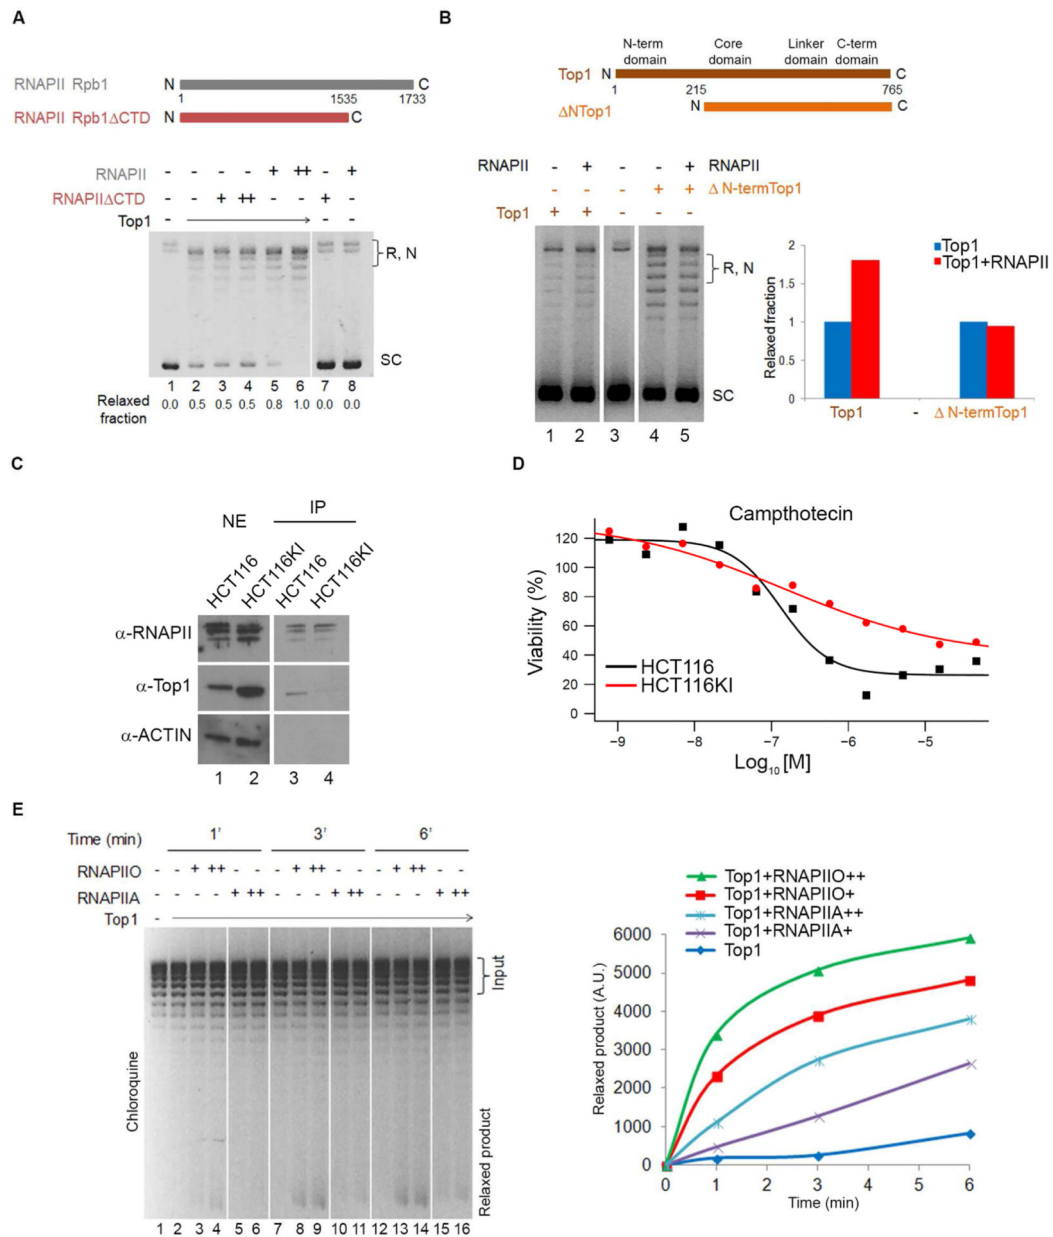 A
RNAPII Rpb1 N C
1 1535 1733
RNAPII Rpb1ΔCTD N C
RNAPII - - - - + ++ - +
RNAPIIΔCTD - - + ++ - - + -
Top1 - - -
R, N
SC
1 2 3 4 5 6 7 8
Relaxed fraction 0.0 0.5 0.5 0.5 0.8 1.0 0.0 0.0
B
N-term domain Core domain Linker domain C-term domain
Top1 N C
1 215 765
ΔNTop1 N C
RNAPII - + - - + RNAPII
- - - + + Δ N-termTop1
Top1 + + - - -
R, N
SC
1 2 3 4 5
Top1
Top1+RNAPII
Relaxed fraction
2
1.5
1
0.5
0
Top1 - Δ N-termTop1
C
NE IP
HCT116 HCT116KI HCT116 HCT116KI
α-RNAPII
α-Top1
α-ACTIN
1 2 3 4
D
Campthotecin
Viability (%)
120
100
80
60
40
20
0
HCT116
HCT116KI
−9 −8 −7 −6 −5
Log10 [M]
E
Time (min) 1' 3' 6'
RNAPIIO - - + ++ - - - + ++ - - - + ++ - -
RNAPIIA - - - - + ++ - - - + ++ - - - + ++
Top1 -
Chloroquine
Input
Relaxed product
1 2 3 4 5 6 7 8 9 10 11 12 13 14 15 16
Top1+RNAPIIO++
Top1+RNAPIIO+
Top1+RNAPIIA++
Top1+RNAPIIA+
Top1
Relaxed product (A.U.)
6000
5000
4000
3000
2000
1000
0
0 1 2 3 4 5 6
Time (min)